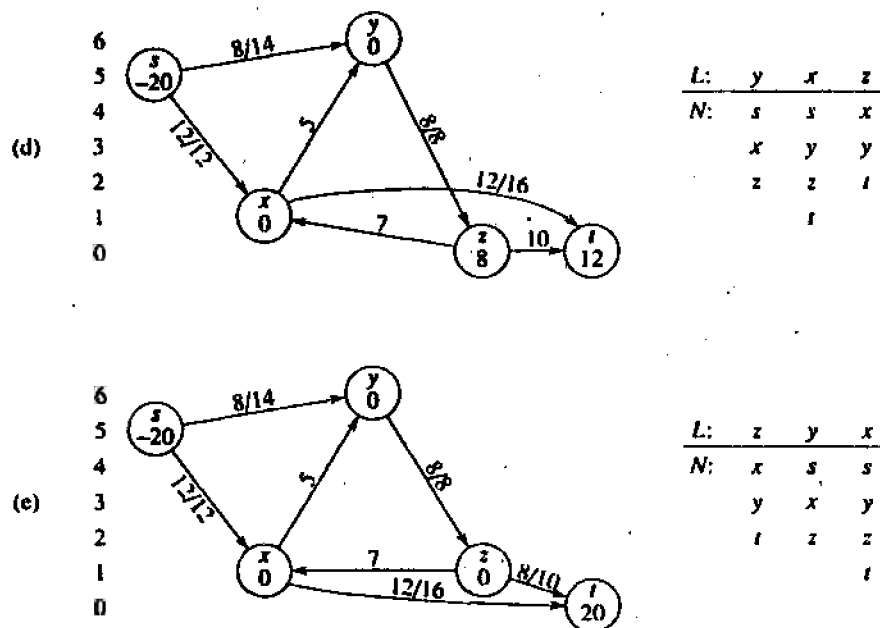 6
y
0
8/14
s
-20
5
4
12/12
5
8/8
(d)
3
2
12/16
x
0
1
7
z
8
10
t
12
0
L: y x z
N: s s x
x y y
z z t
t
6
y
0
8/14
s
-20
5
4
12/12
5
8/8
(e)
3
2
x
0
1
7
z
0
8/10
12/16
t
20
0
L: z y x
N: x s s
y x y
t z z
t